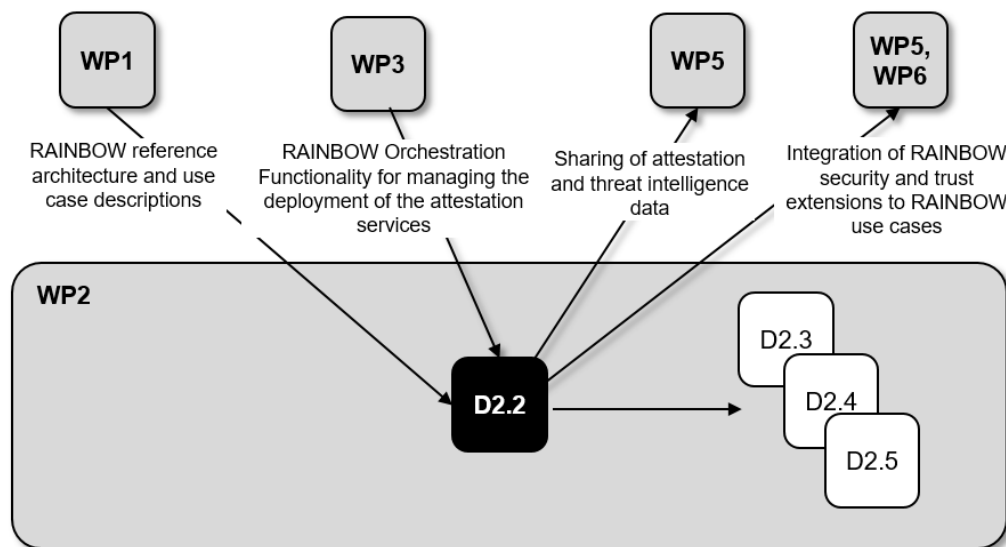 WP1
WP3
WP5
WP5,
WP6
RAINBOW reference
architecture and use
case descriptions
RAINBOW Orchestration
Functionality for managing the
deployment of the attestation
services
Sharing of attestation
and threat intelligence
data
Integration of RAINBOW
security and trust
extensions to RAINBOW
use cases
WP2
D2.2
D2.3
D2.4
D2.5